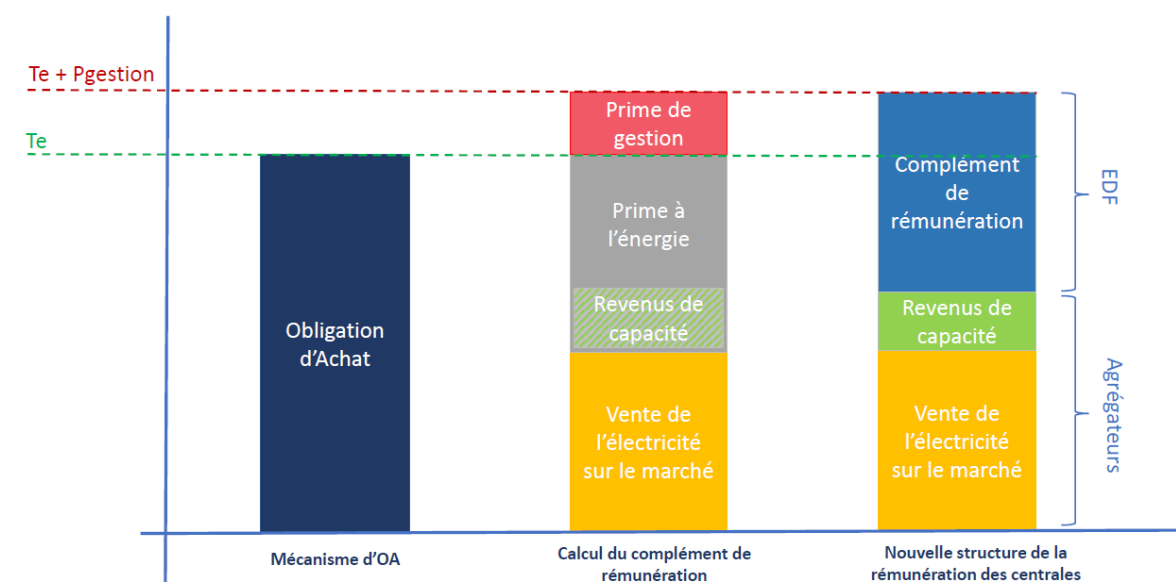 Te + Pgestion
Te
Obligation
d'Achat
Prime de
gestion
Prime à
l'énergie
Revenus de
capacité
Vente de
l'électricité
sur le marché
Complément
de
rémunération
Revenus de
capacité
Vente de
l'électricité
sur le marché
EDF
Agrégateurs
Mécanisme d'OA
Calcul du complément de
rémunération
Nouvelle structure de la
rémunération des centrales